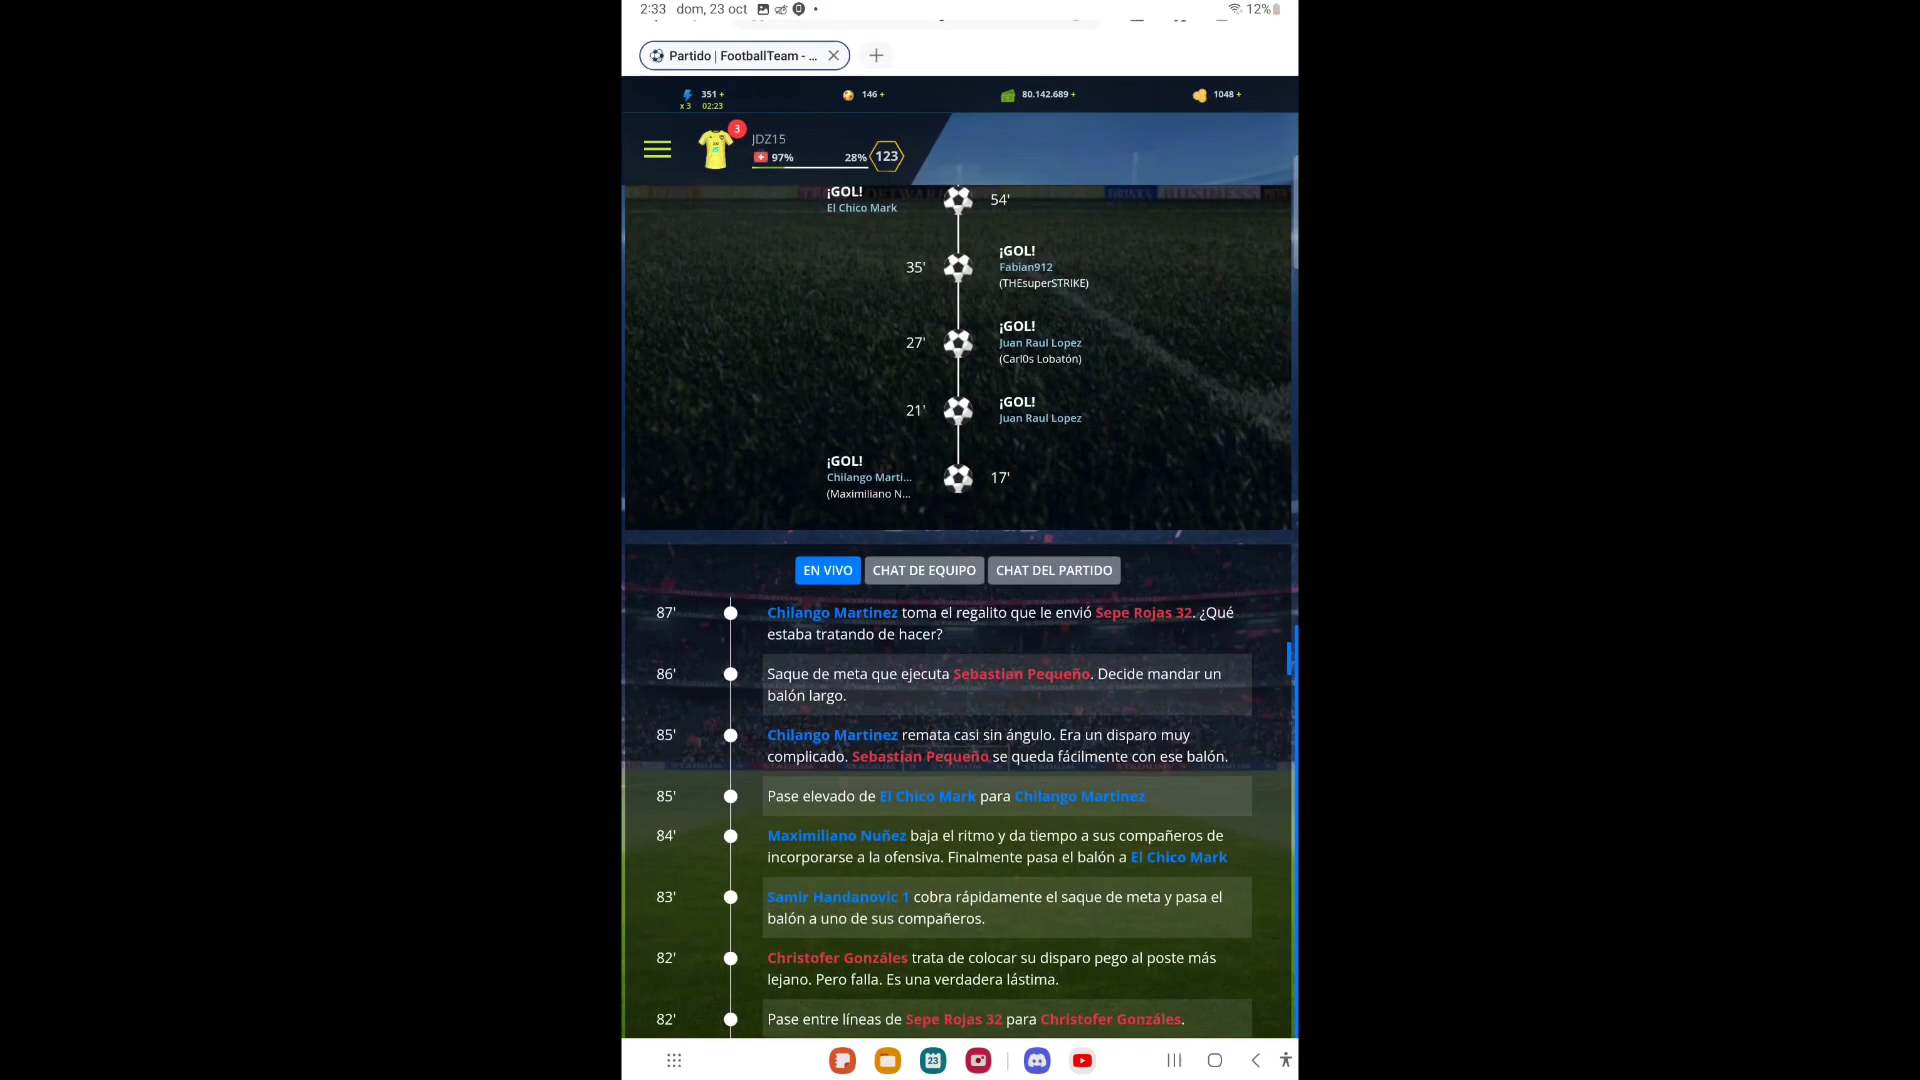 2:33 dom, 23 oct
12%
Partido | FootballTeam - ...
351 +
x 3 02:23
146 +
80.142.689 +
1048 +
3
JDZ15
97% 28% 123
¡GOL!
El Chico Mark
54'
35'
¡GOL!
Fabian912
(THEsuperSTRIKE)
27'
¡GOL!
Juan Raul Lopez
(Carl0s Lobatón)
21'
¡GOL!
Juan Raul Lopez
¡GOL!
Chilango Marti...
(Maximiliano N...
17'
EN VIVO CHAT DE EQUIPO CHAT DEL PARTIDO
87' Chilango Martinez toma el regalito que le envió Sepe Rojas 32. ¿Qué
estaba tratando de hacer?
86' Saque de meta que ejecuta Sebastian Pequeño. Decide mandar un
balón largo.
85' Chilango Martinez remata casi sin ángulo. Era un disparo muy
complicado. Sebastian Pequeño se queda fácilmente con ese balón.
85' Pase elevado de El Chico Mark para Chilango Martinez
84' Maximiliano Nuñez baja el ritmo y da tiempo a sus compañeros de
incorporarse a la ofensiva. Finalmente pasa el balón a El Chico Mark
83' Samir Handanovic 1 cobra rápidamente el saque de meta y pasa el
balón a uno de sus compañeros.
82' Christofer Gonzáles trata de colocar su disparo pego al poste más
lejano. Pero falla. Es una verdadera lástima.
82' Pase entre líneas de Sepe Rojas 32 para Christofer Gonzáles.
23